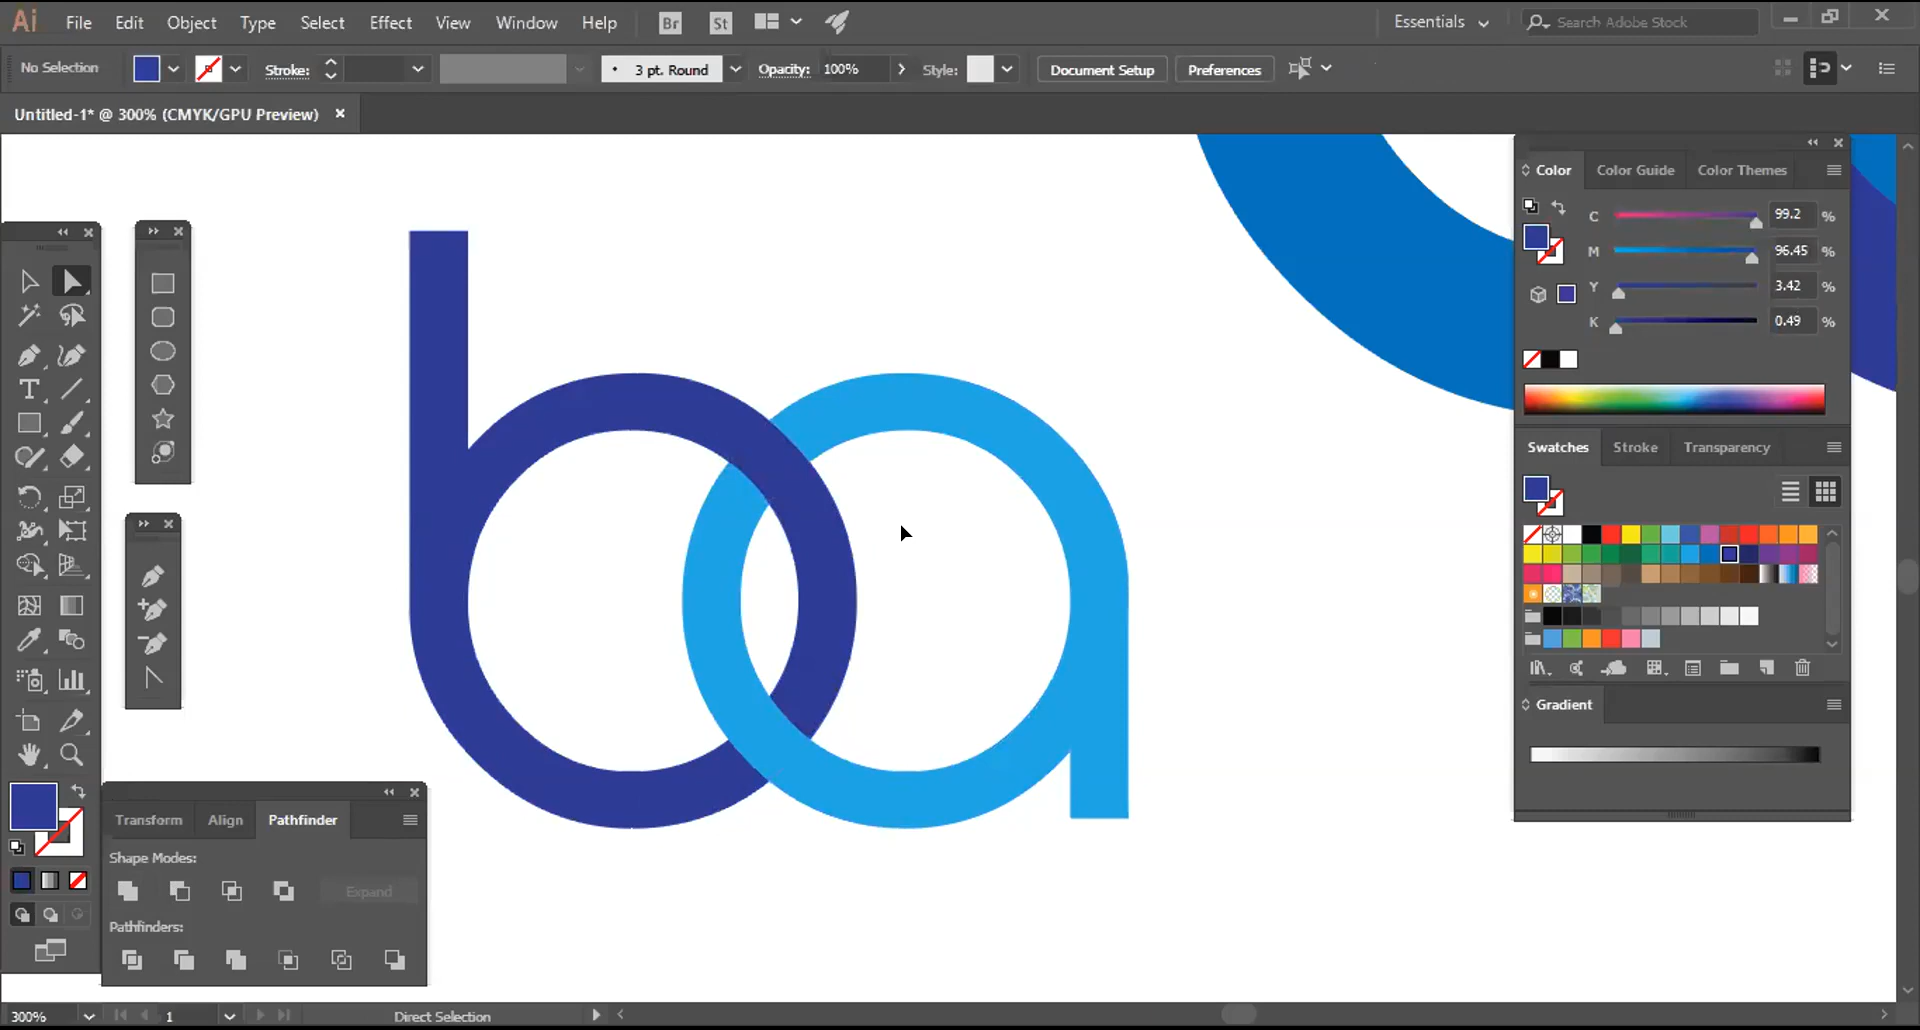 Ai File Edit Object Type Select Effect View Window Help Br St Essentials Search Adobe Stock
No Selection Stroke: 3 pt. Round Opacity: 100% Style: Document Setup Preferences
Untitled-1* @ 300% (CMYK/GPU Preview)
Color Color Guide Color Themes
C 99.2 %
M 96.45 %
Y 3.42 %
K 0.49 %
Swatches Stroke Transparency
Gradient
ba
Transform Align Pathfinder
Shape Modes:
Expand
Pathfinders:
300% 1 Direct Selection